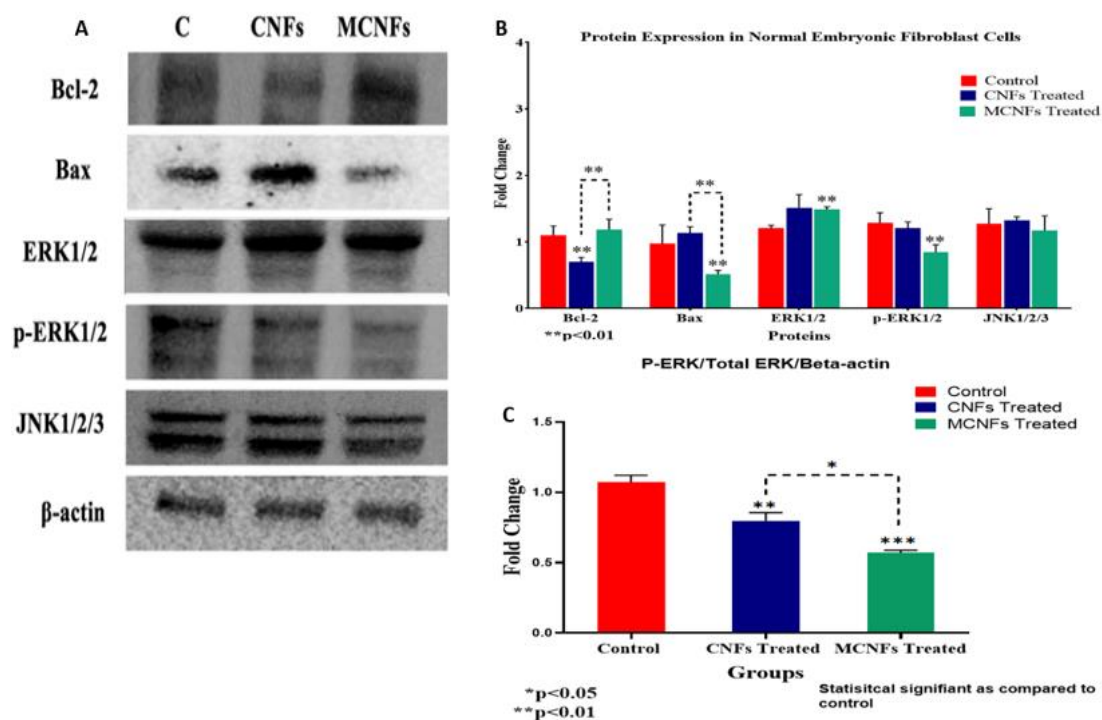 A
C CNFs MCNFs
Bcl-2
Bax
ERK1/2
p-ERK1/2
JNK1/2/3
β-actin
B
Protein Expression in Normal Embryonic Fibroblast Cells
Control
CNFs Treated
MCNFs Treated
Fold Change
4
3
2
1
0
**
**
**
**
**
**
**
Bcl-2 Bax ERK1/2 p-ERK1/2 JNK1/2/3
**p<0.01 Proteins
P-ERK/Total ERK/Beta-actin
C
Control
CNFs Treated
MCNFs Treated
Fold Change
1.5
1.0
0.5
0.0
*
**
***
Control CNFs Treated MCNFs Treated
Groups
*p<0.05
**p<0.01
Statisitcal signifiant as compared to
control